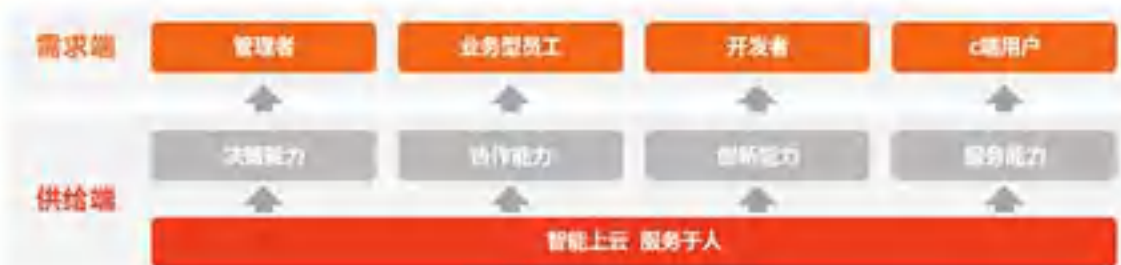 需求端
管理者
业务型员工
开发者
c端用户
供给端
决策能力
协作能力
创新能力
服务能力
智能上云 服务于人